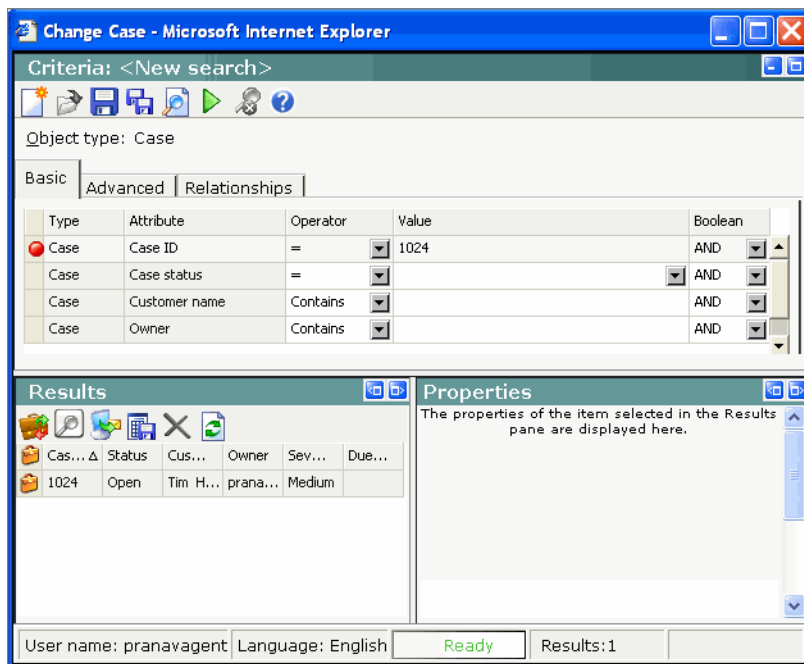 Change Case - Microsoft Internet Explorer
Criteria: <New search>
Object type: Case
Basic Advanced Relationships
Type Attribute Operator Value Boolean
Case Case ID = 1024 AND
Case Case status = AND
Case Customer name Contains AND
Case Owner Contains AND
Results
Cas... Status Cus... Owner Sev... Due...
1024 Open Tim H... prana... Medium
Properties
The properties of the item selected in the Results
pane are displayed here.
User name: pranavagent Language: English Ready Results:1